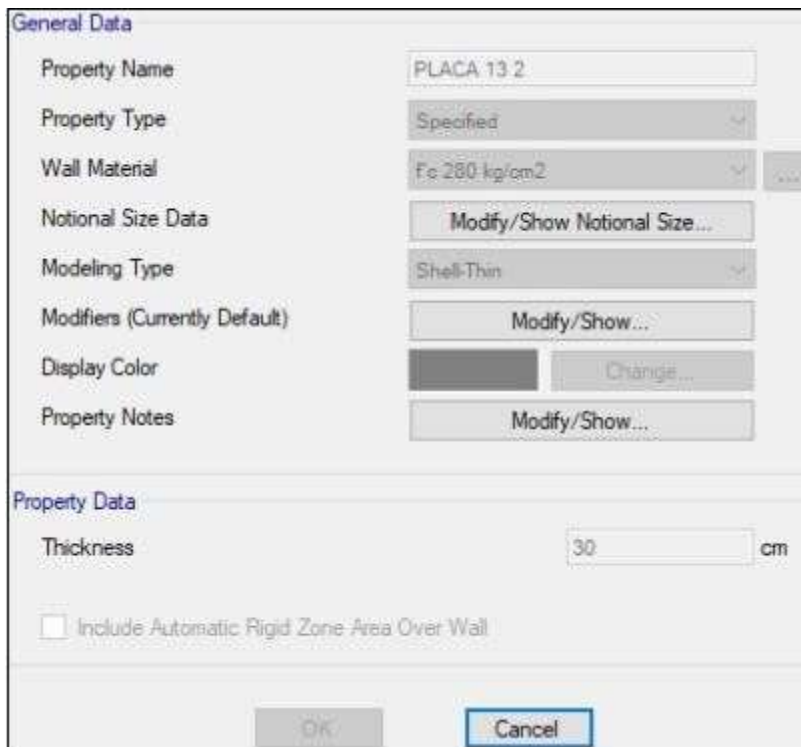 General Data
Property Name PLACA 13 2
Property Type Specified
Wall Material f'c 280 kg/cm2 ...
Notional Size Data Modify/Show Notional Size...
Modeling Type Shell-Thin
Modifiers (Currently Default) Modify/Show...
Display Color Change...
Property Notes Modify/Show...
Property Data
Thickness 30 cm
Include Automatic Rigid Zone Area Over Wall
OK Cancel